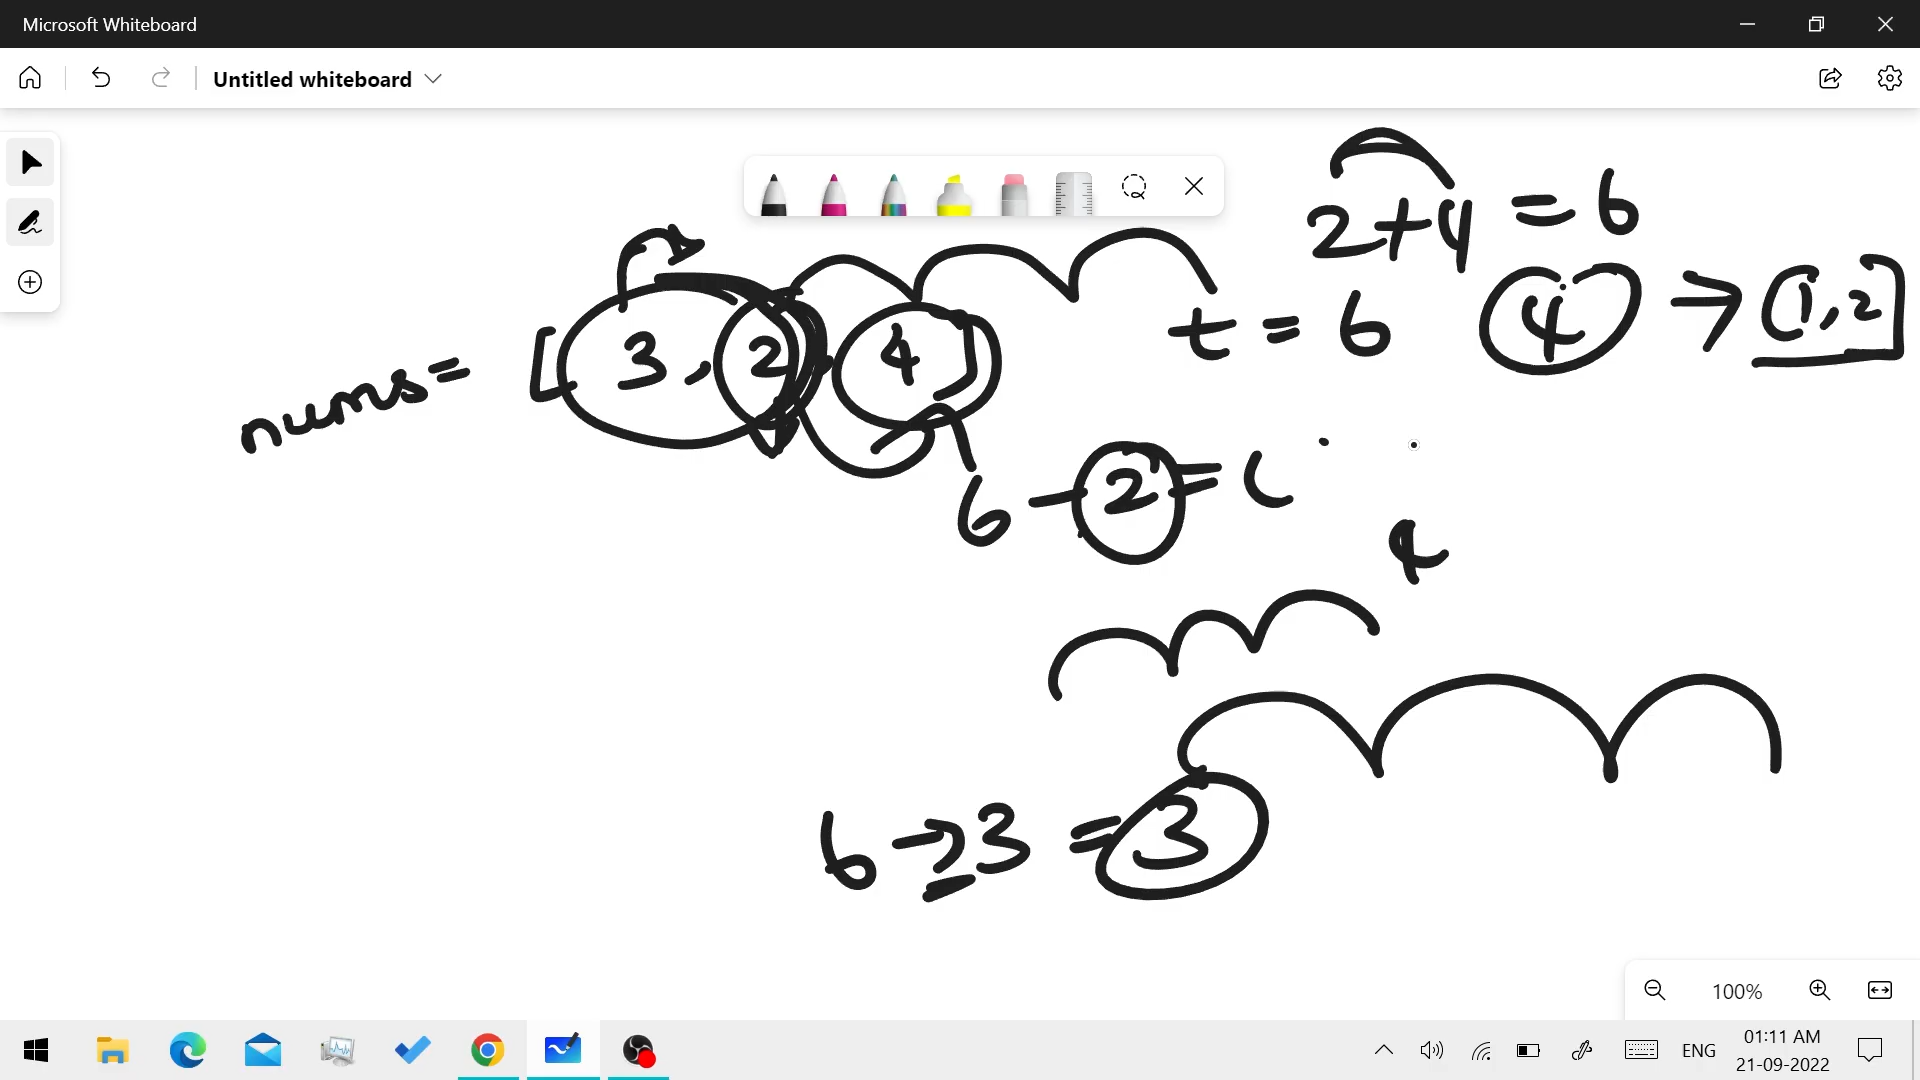 Microsoft Whiteboard
Untitled whiteboard
2+4 = 6
nums= [3, 2, 4] t = 6 4 → [1,2]
6 - 2 =
4
6 - 3 = 3
100%
ENG
01:11 AM
21-09-2022